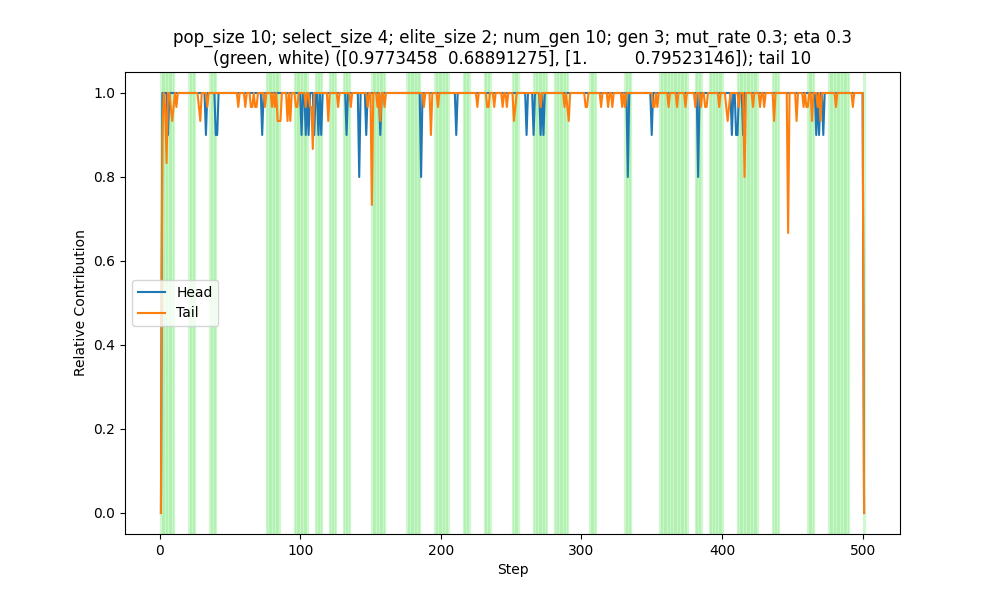 pop_size 10; select_size 4; elite_size 2; num_gen 10; gen 3; mut_rate 0.3; eta 0.3
(green, white) ([0.9773458  0.68891275], [1.         0.79523146]); tail 10
1.0
0.8
0.6
0.4
0.2
0.0
Relative Contribution
Head
Tail
0
100
200
300
400
500
Step